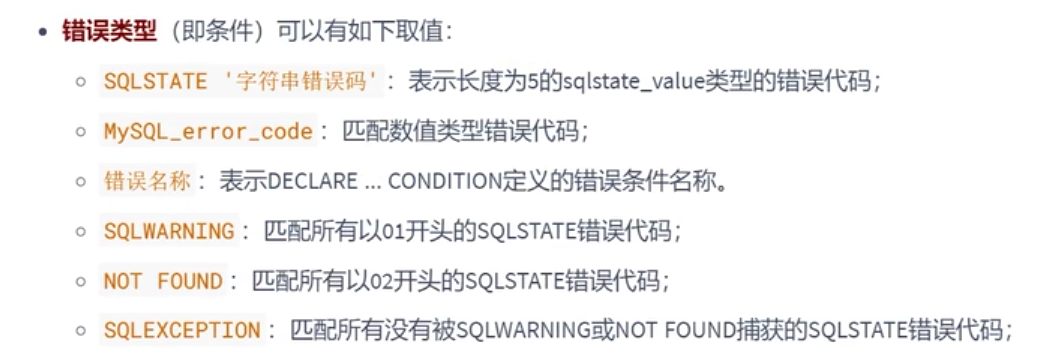 错误类型（即条件）可以有如下取值：
SQLSTATE '字符串错误码'：表示长度为5的sqlstate_value类型的错误代码；
MySQL_error_code：匹配数值类型错误代码；
错误名称：表示DECLARE ... CONDITION定义的错误条件名称。
SQLWARNING：匹配所有以01开头的SQLSTATE错误代码；
NOT FOUND：匹配所有以02开头的SQLSTATE错误代码；
SQLEXCEPTION：匹配所有没有被SQLWARNING或NOT FOUND捕获的SQLSTATE错误代码；